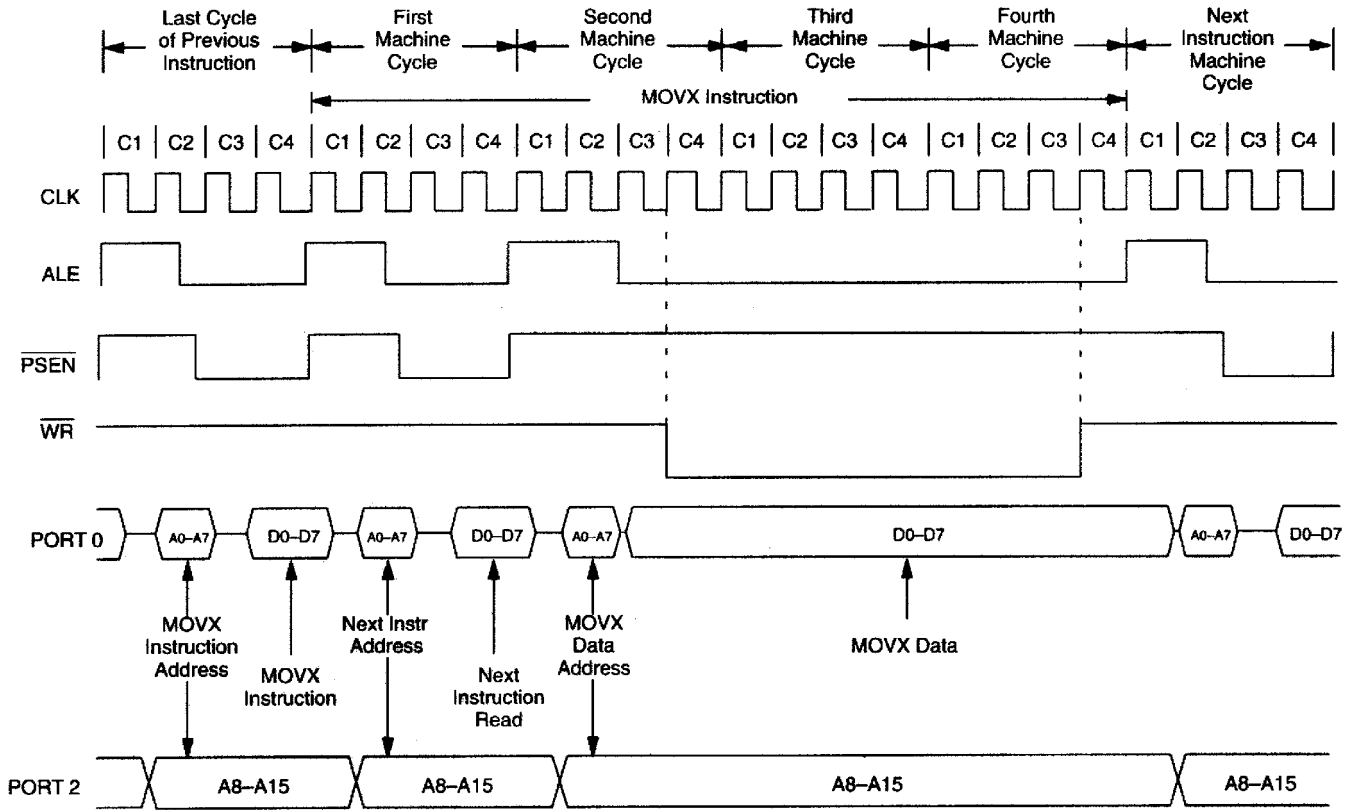 Last Cycle
of Previous
Instruction
First
Machine
Cycle
Second
Machine
Cycle
Third
Machine
Cycle
Fourth
Machine
Cycle
Next
Instruction
Machine
Cycle
MOVX Instruction
C1 C2 C3 C4 C1 C2 C3 C4 C1 C2 C3 C4 C1 C2 C3 C4 C1 C2 C3 C4 C1 C2 C3 C4
CLK
ALE
PSEN
WR
PORT 0
A0–A7 D0–D7 A0–A7 D0–D7 A0–A7 D0–D7 A0–A7 D0–D7
MOVX
Instruction
Address
MOVX
Instruction
Next Instr
Address
Next
Instruction
Read
MOVX
Data
Address
MOVX Data
PORT 2
A8–A15 A8–A15 A8–A15 A8–A15